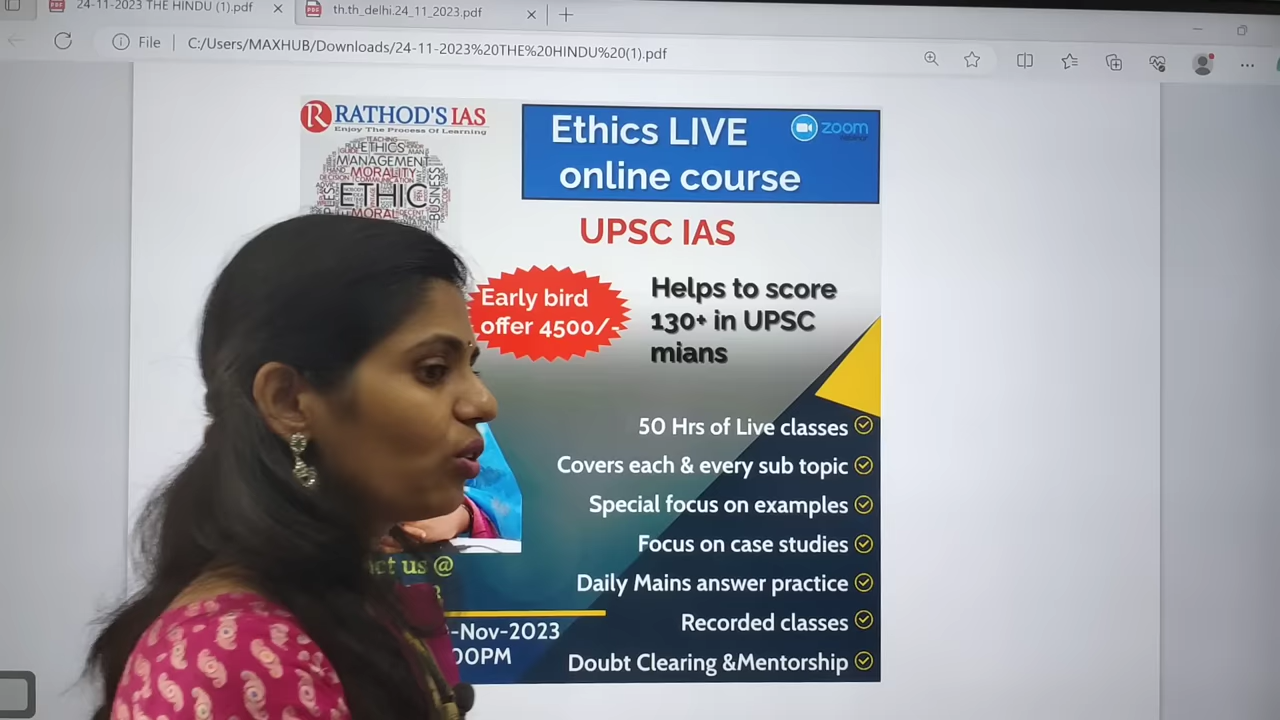 24-11-2023 THE HINDU (1).pdf
th.th_delhi.24_11_2023.pdf
File
C:/Users/MAXHUB/Downloads/24-11-2023%20THE%20HINDU%20(1).pdf
RATHOD'S IAS
Enjoy The Process Of Learning
ETHICS
MANAGEMENT
MORALITY
ETHIC
MORAL
BUSINESS
Ethics LIVE
online course
zoom
UPSC IAS
Early bird
offer 4500/-
Helps to score
130+ in UPSC
mians
50 Hrs of Live classes
Covers each & every sub topic
Special focus on examples
Focus on case studies
Daily Mains answer practice
Recorded classes
Doubt Clearing &Mentorship
us @
-Nov-2023
00PM